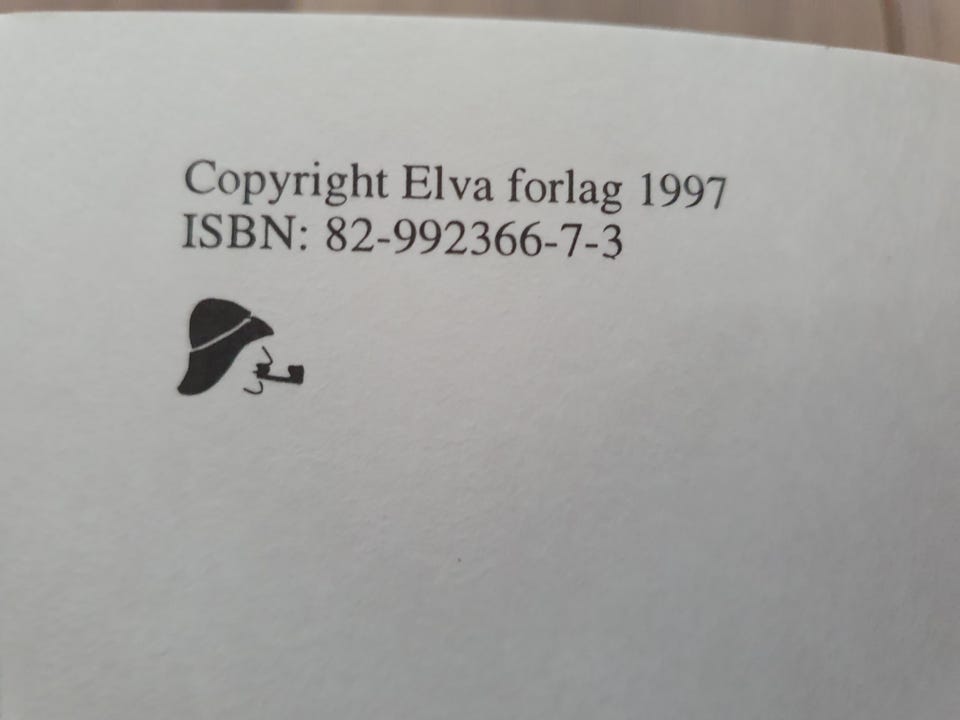 Copyright Elva forlag 1997
ISBN: 82-992366-7-3